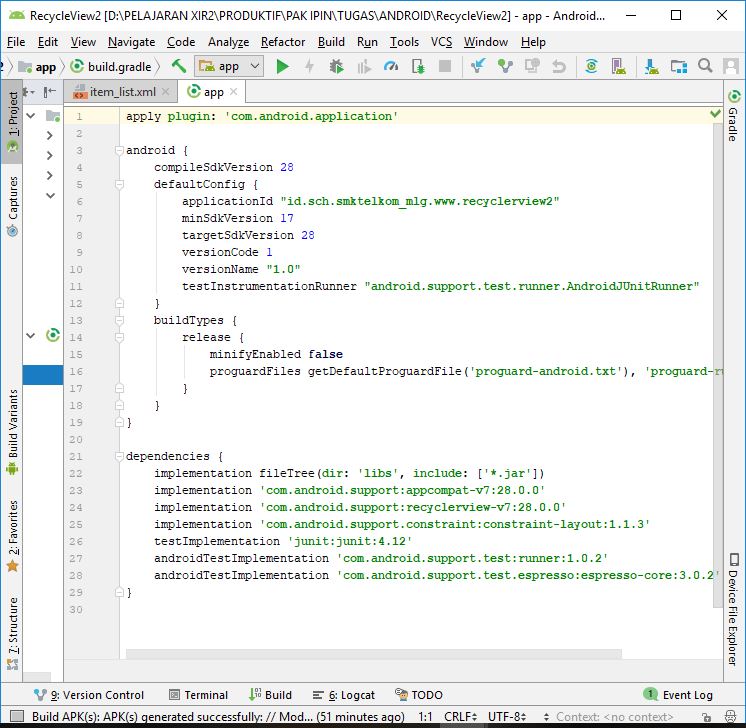 RecycleView2 [D:\PELAJARAN XIR2\PRODUKTIF\PAK IPIN\TUGAS\ANDROID\RecycleView2] - app - Android...
File Edit View Navigate Code Analyze Refactor Build Run Tools VCS Window Help
2 app build.gradle app
1: Project
Captures
Build Variants
2: Favorites
7: Structure
item_list.xml app
1 apply plugin: 'com.android.application'
2
3 android {
4 compileSdkVersion 28
5 defaultConfig {
6 applicationId "id.sch.smktelkom_mlg.www.recyclerview2"
7 minSdkVersion 17
8 targetSdkVersion 28
9 versionCode 1
10 versionName "1.0"
11 testInstrumentationRunner "android.support.test.runner.AndroidJUnitRunner"
12 }
13 buildTypes {
14 release {
15 minifyEnabled false
16 proguardFiles getDefaultProguardFile('proguard-android.txt'), 'proguard-ru
17 }
18 }
19 }
20
21 dependencies {
22 implementation fileTree(dir: 'libs', include: ['*.jar'])
23 implementation 'com.android.support:appcompat-v7:28.0.0'
24 implementation 'com.android.support:recyclerview-v7:28.0.0'
25 implementation 'com.android.support.constraint:constraint-layout:1.1.3'
26 testImplementation 'junit:junit:4.12'
27 androidTestImplementation 'com.android.support.test:runner:1.0.2'
28 androidTestImplementation 'com.android.support.test.espresso:espresso-core:3.0.2'
29 }
30
Gradle
Device File Explorer
9: Version Control Terminal Build 6: Logcat TODO 1 Event Log
Build APK(s): APK(s) generated successfully: // Mod... (51 minutes ago) 1:1 CRLF UTF-8 Context: <no context>